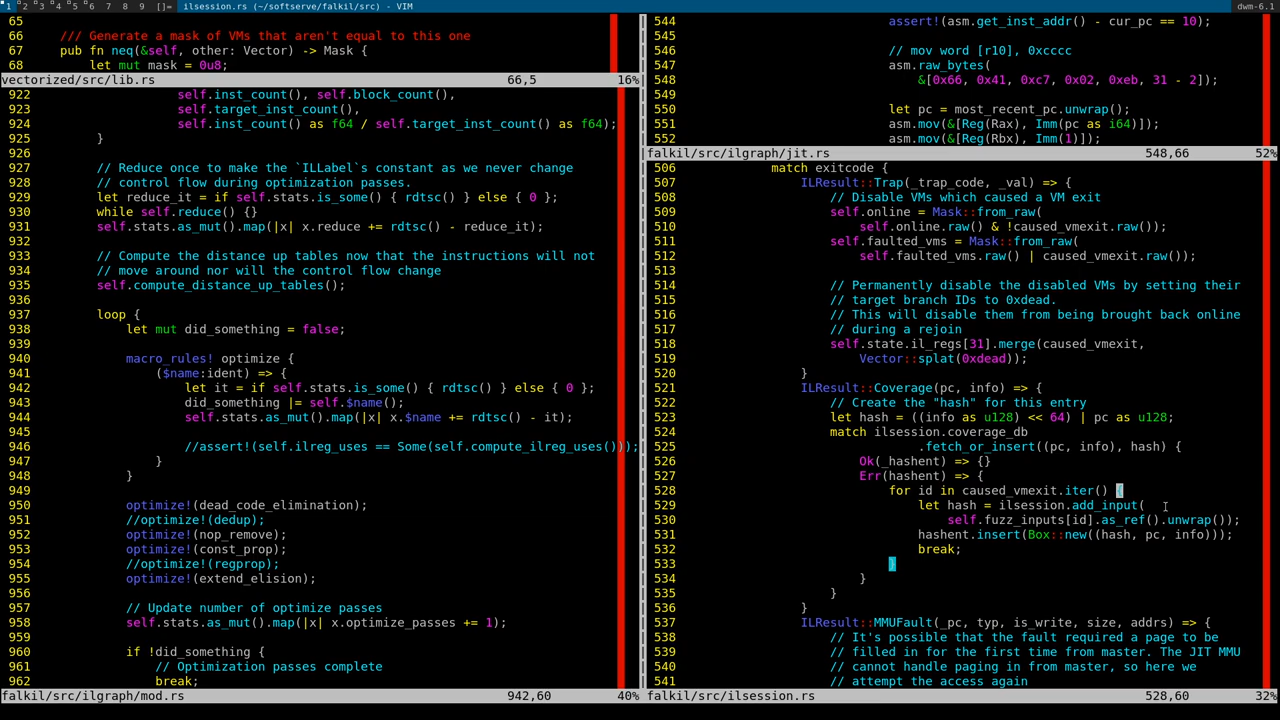 1 2 3 4 5 6 7 8 9 []= ilsession.rs (~/softserve/falkil/src) - VIM dwm-6.1
65
66 /// Generate a mask of VMs that aren't equal to this one
67 pub fn neq(&self, other: Vector) -> Mask {
68 let mut mask = 0u8;
vectorized/src/lib.rs 66,5 16%
922 self.inst_count(), self.block_count(),
923 self.target_inst_count(),
924 self.inst_count() as f64 / self.target_inst_count() as f64);
925 }
926
927 // Reduce once to make the `ILLabel`s constant as we never change
928 // control flow during optimization passes.
929 let reduce_it = if self.stats.is_some() { rdtsc() } else { 0 };
930 while self.reduce() {}
931 self.stats.as_mut().map(|x| x.reduce += rdtsc() - reduce_it);
932
933 // Compute the distance up tables now that the instructions will not
934 // move around nor will the control flow change
935 self.compute_distance_up_tables();
936
937 loop {
938 let mut did_something = false;
939
940 macro_rules! optimize {
941 ($name:ident) => {
942 let it = if self.stats.is_some() { rdtsc() } else { 0 };
943 did_something |= self.$name();
944 self.stats.as_mut().map(|x| x.$name += rdtsc() - it);
945
946 //assert!(self.ilreg_uses == Some(self.compute_ilreg_uses()));
947 }
948 }
949
950 optimize!(dead_code_elimination);
951 //optimize!(dedup);
952 optimize!(nop_remove);
953 optimize!(const_prop);
954 //optimize!(regprop);
955 optimize!(extend_elision);
956
957 // Update number of optimize passes
958 self.stats.as_mut().map(|x| x.optimize_passes += 1);
959
960 if !did_something {
961 // Optimization passes complete
962 break;
falkil/src/ilgraph/mod.rs 942,60 40%
544 assert!(asm.get_inst_addr() - cur_pc == 10);
545
546 // mov word [r10], 0xcccc
547 asm.raw_bytes(
548 &[0x66, 0x41, 0xc7, 0x02, 0xeb, 31 - 2]);
549
550 let pc = most_recent_pc.unwrap();
551 asm.mov(&[Reg(Rax), Imm(pc as i64)]);
552 asm.mov(&[Reg(Rbx), Imm(1)]);
falkil/src/ilgraph/jit.rs 548,66 52%
506 match exitcode {
507 ILResult::Trap(_trap_code, _val) => {
508 // Disable VMs which caused a VM exit
509 self.online = Mask::from_raw(
510 self.online.raw() & !caused_vmexit.raw());
511 self.faulted_vms = Mask::from_raw(
512 self.faulted_vms.raw() | caused_vmexit.raw());
513
514 // Permanently disable the disabled VMs by setting their
515 // target branch IDs to 0xdead.
516 // This will disable them from being brought back online
517 // during a rejoin
518 self.state.il_regs[31].merge(caused_vmexit,
519 Vector::splat(0xdead));
520 }
521 ILResult::Coverage(pc, info) => {
522 // Create the "hash" for this entry
523 let hash = ((info as u128) << 64) | pc as u128;
524 match ilsession.coverage_db
525 .fetch_or_insert((pc, info), hash) {
526 Ok(_hashent) => {}
527 Err(hashent) => {
528 for id in caused_vmexit.iter() {
529 let hash = ilsession.add_input(
530 self.fuzz_inputs[id].as_ref().unwrap());
531 hashent.insert(Box::new((hash, pc, info)));
532 break;
533 }
534 }
535 }
536 }
537 ILResult::MMUFault(_pc, typ, is_write, size, addrs) => {
538 // It's possible that the fault required a page to be
539 // filled in for the first time from master. The JIT MMU
540 // cannot handle paging in from master, so here we
541 // attempt the access again
falkil/src/ilsession.rs 528,60 32%